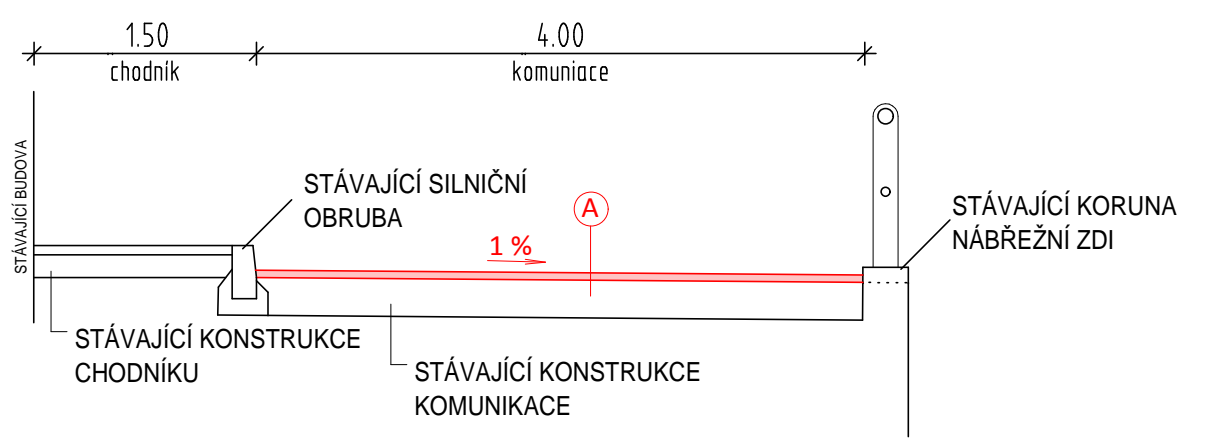 1.50
4.00
chodník
komuniace
STÁVAJÍCÍ BUDOVA
STÁVAJÍCÍ SILNIČNÍ
OBRUBA
A
1 %
STÁVAJÍCÍ KORUNA
NÁBŘEŽNÍ ZDI
STÁVAJÍCÍ KONSTRUKCE
CHODNÍKU
STÁVAJÍCÍ KONSTRUKCE
KOMUNIKACE